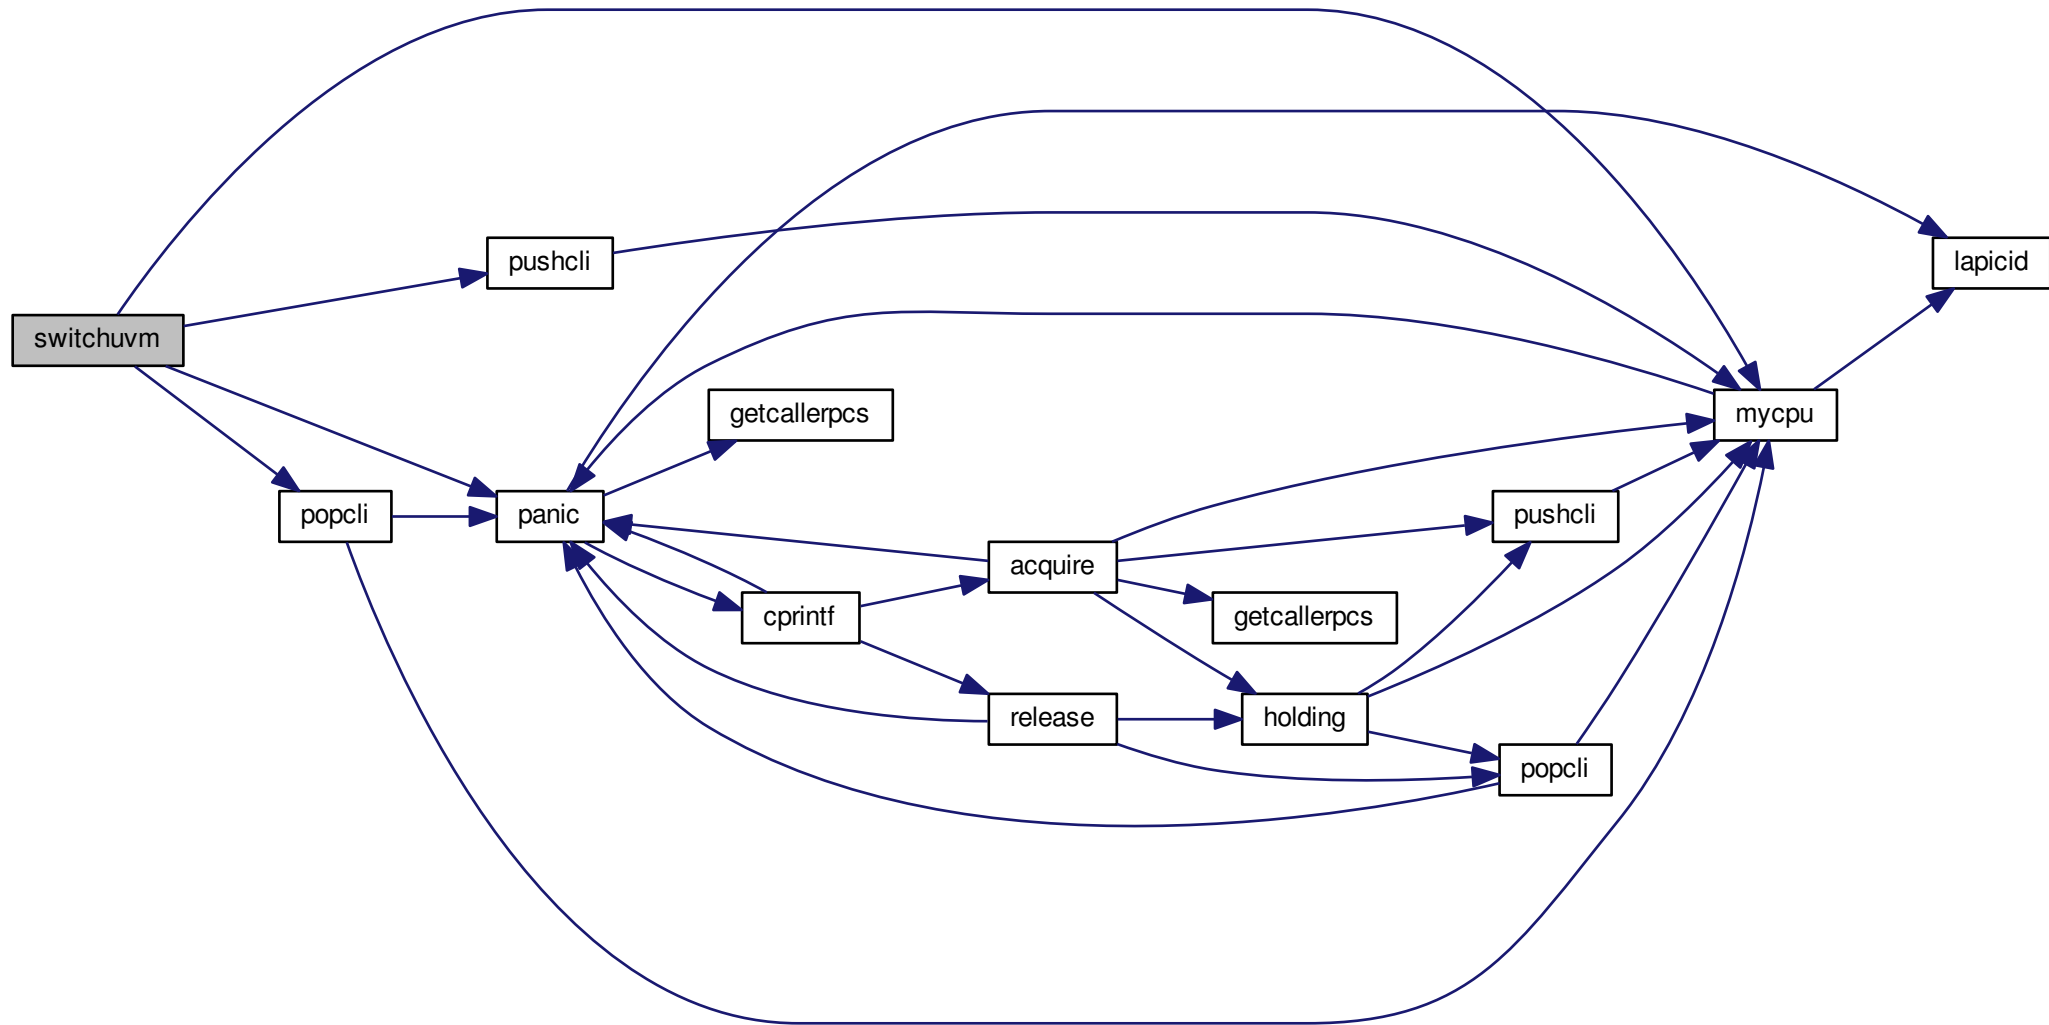 switchuvm
pushcli
popcli
panic
getcallerpcs
cprintf
acquire
release
getcallerpcs
holding
pushcli
popcli
mycpu
lapicid